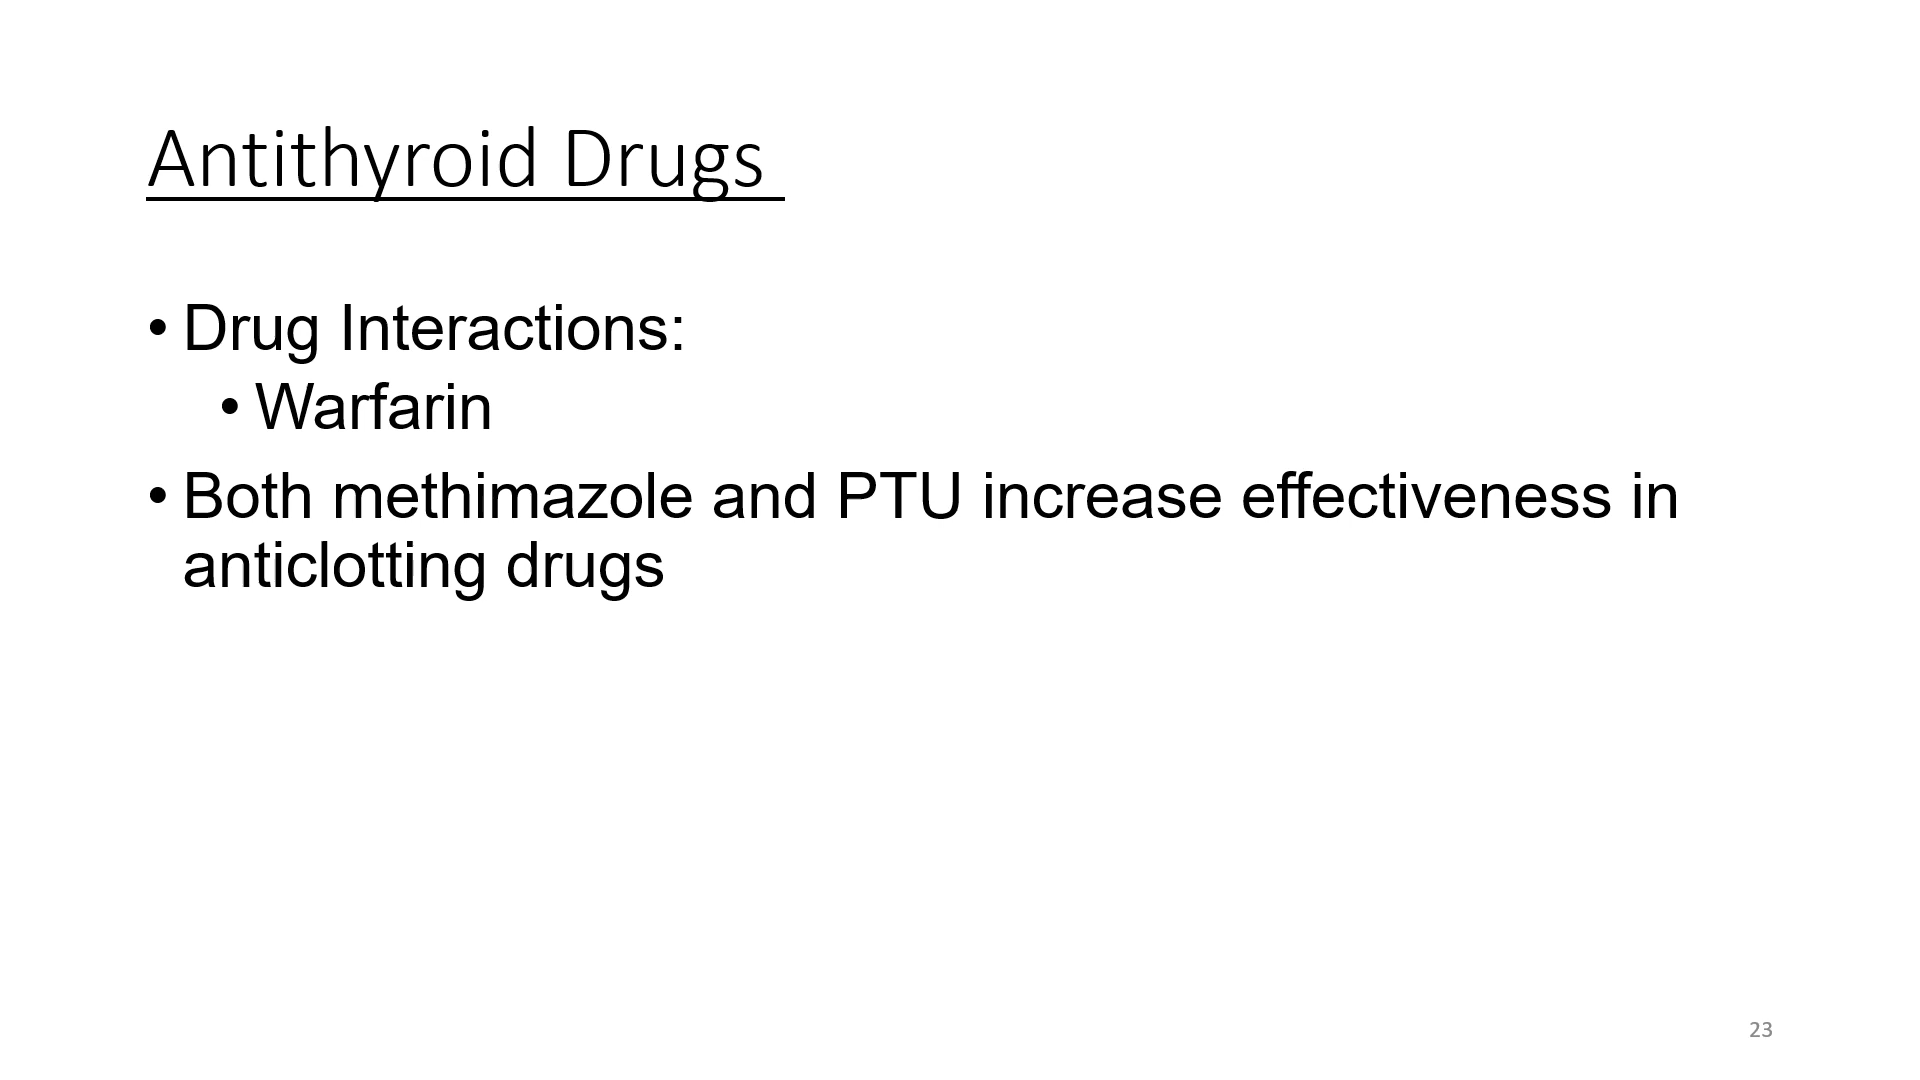 Antithyroid Drugs
• Drug Interactions:
• Warfarin
• Both methimazole and PTU increase effectiveness in
anticlotting drugs
23